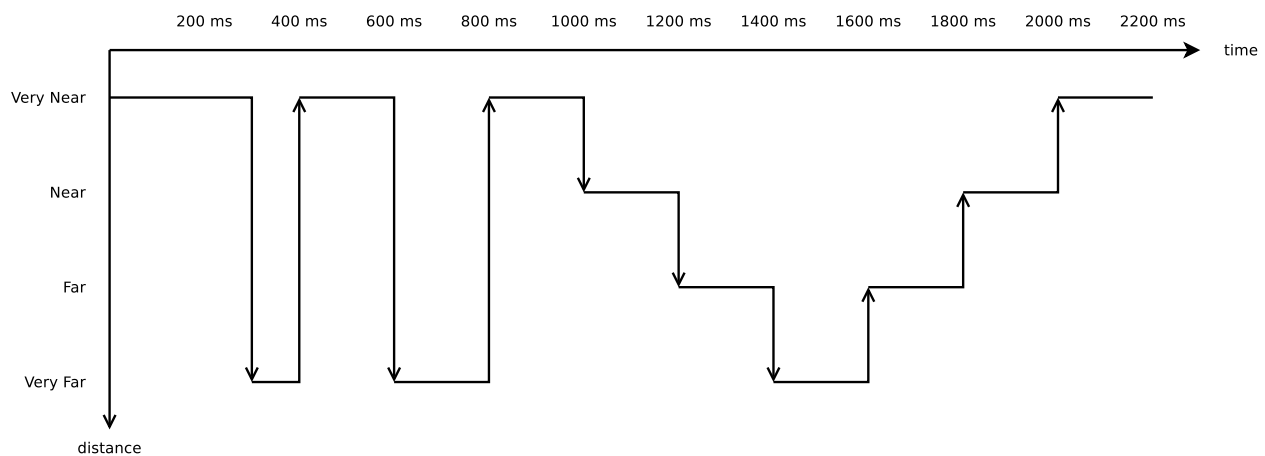 200 ms 400 ms 600 ms 800 ms 1000 ms 1200 ms 1400 ms 1600 ms 1800 ms 2000 ms 2200 ms
time
Very Near
Near
Far
Very Far
distance